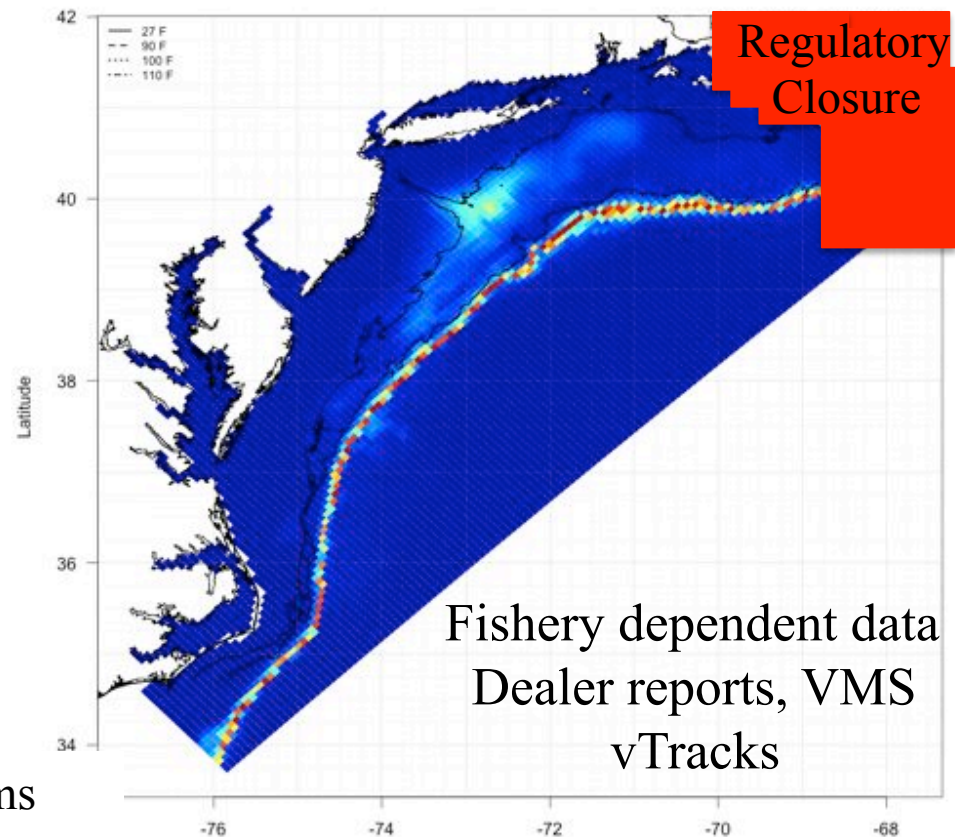 42
27 F
90 F
100 F
110 F
Regulatory
Closure
40
Latitude
38
36
Fishery dependent data
Dealer reports, VMS
vTracks
34
ms
-76
-74
-72
-70
-68